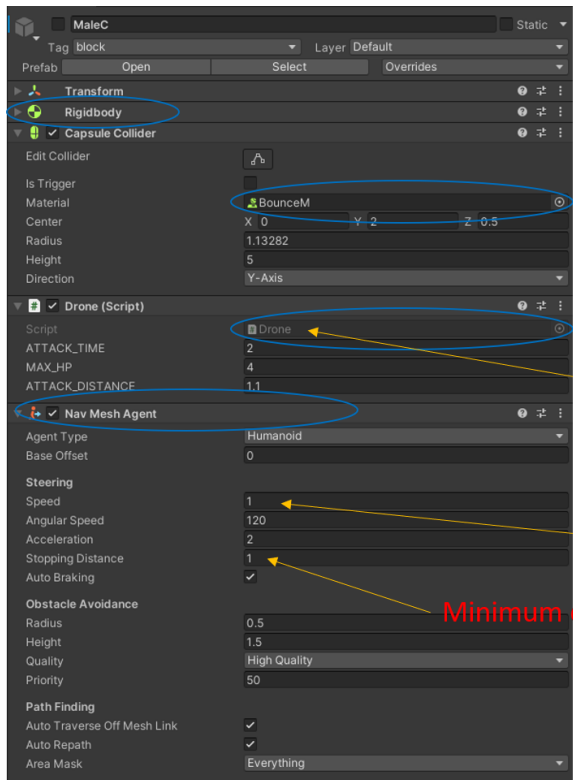 MaleC Static
Tag block Layer Default
Prefab Open Select Overrides
Transform
Rigidbody
Capsule Collider
Edit Collider
Is Trigger
Material BounceM
Center X 0 Y 2 Z 0.5
Radius 1.13282
Height 5
Direction Y-Axis
# Drone (Script)
Script Drone
ATTACK_TIME 2
MAX_HP 4
ATTACK_DISTANCE 1.1
Nav Mesh Agent
Agent Type Humanoid
Base Offset 0
Steering
Speed 1
Angular Speed 120
Acceleration 2
Stopping Distance 1
Auto Braking
Minimum
Obstacle Avoidance
Radius 0.5
Height 1.5
Quality High Quality
Priority 50
Path Finding
Auto Traverse Off Mesh Link
Auto Repath
Area Mask Everything